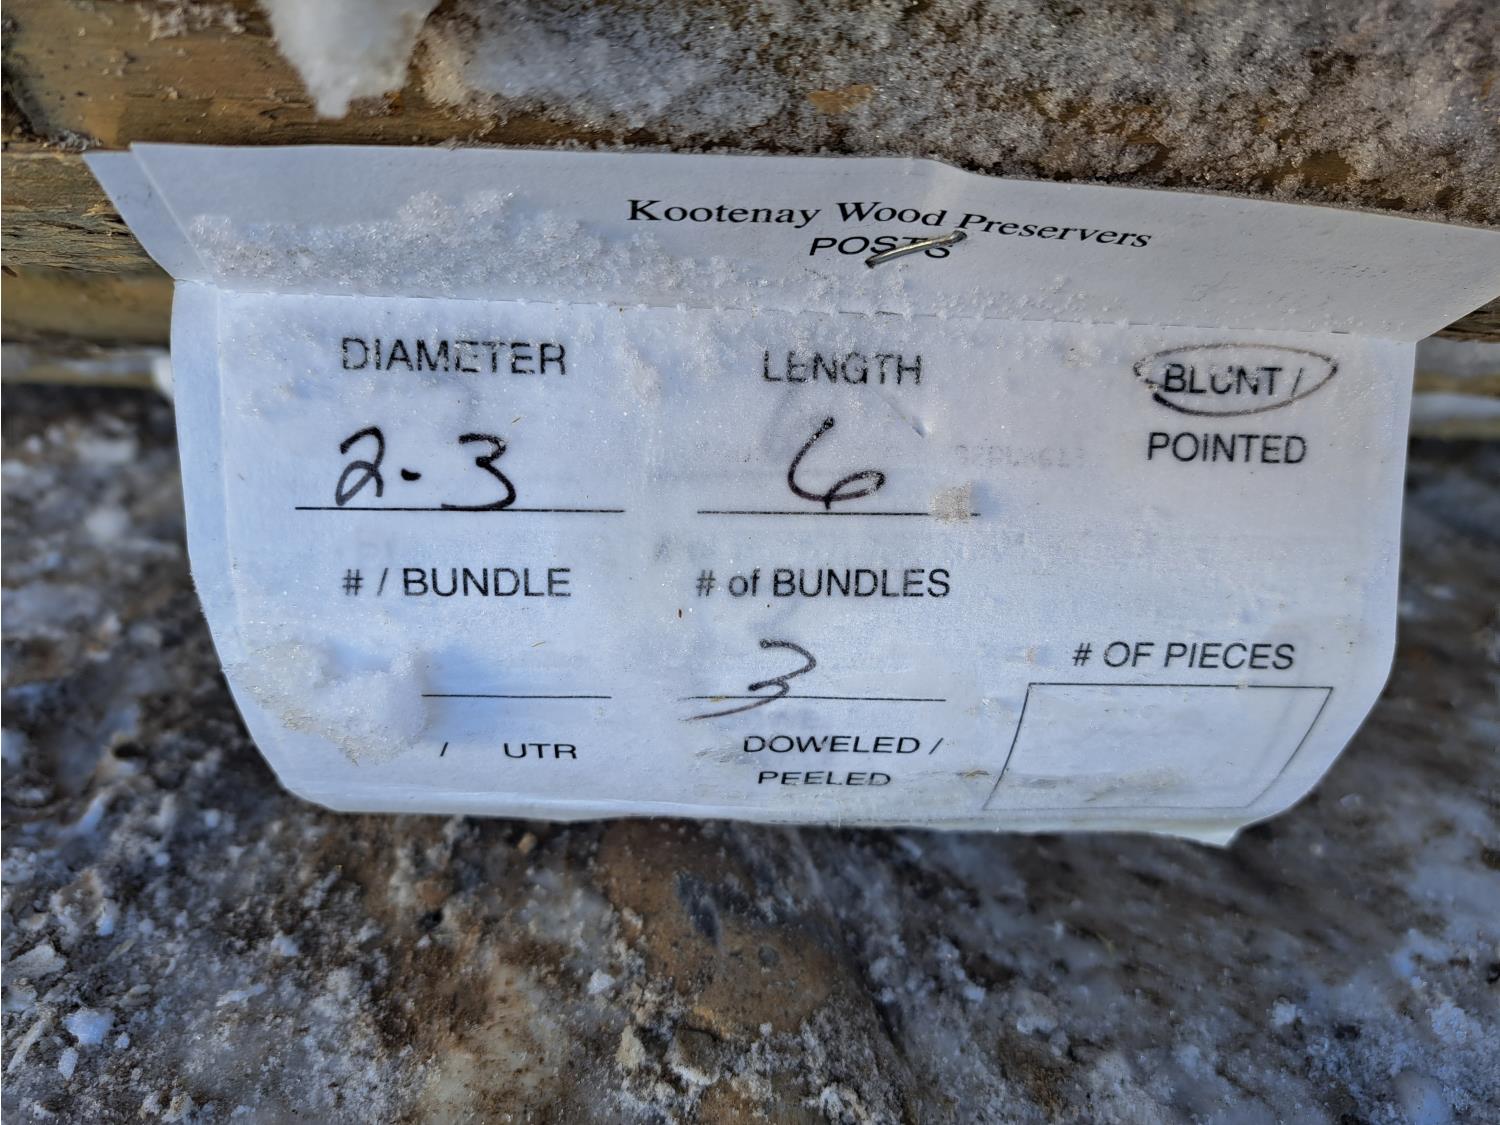 Kootenay Wood Preservers
POSTS
DIAMETER LENGTH BLUNT /
POINTED
2-3 6
# / BUNDLE # of BUNDLES
3
# OF PIECES
/ UTR DOWELED /
PEELED